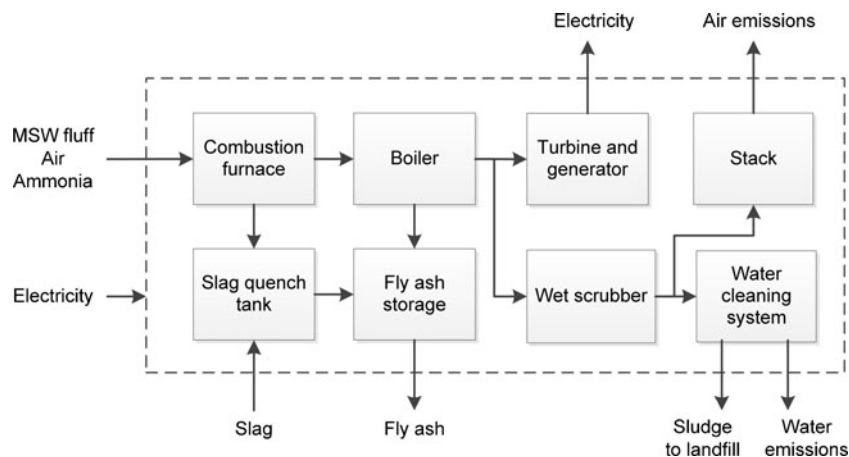 Electricity
Air emissions
MSW fluff
Air
Ammonia
Combustion
furnace
Boiler
Turbine and
generator
Stack
Electricity
Slag quench
tank
Fly ash
storage
Wet scrubber
Water
cleaning
system
Slag
Fly ash
Sludge
to landfill
Water
emissions